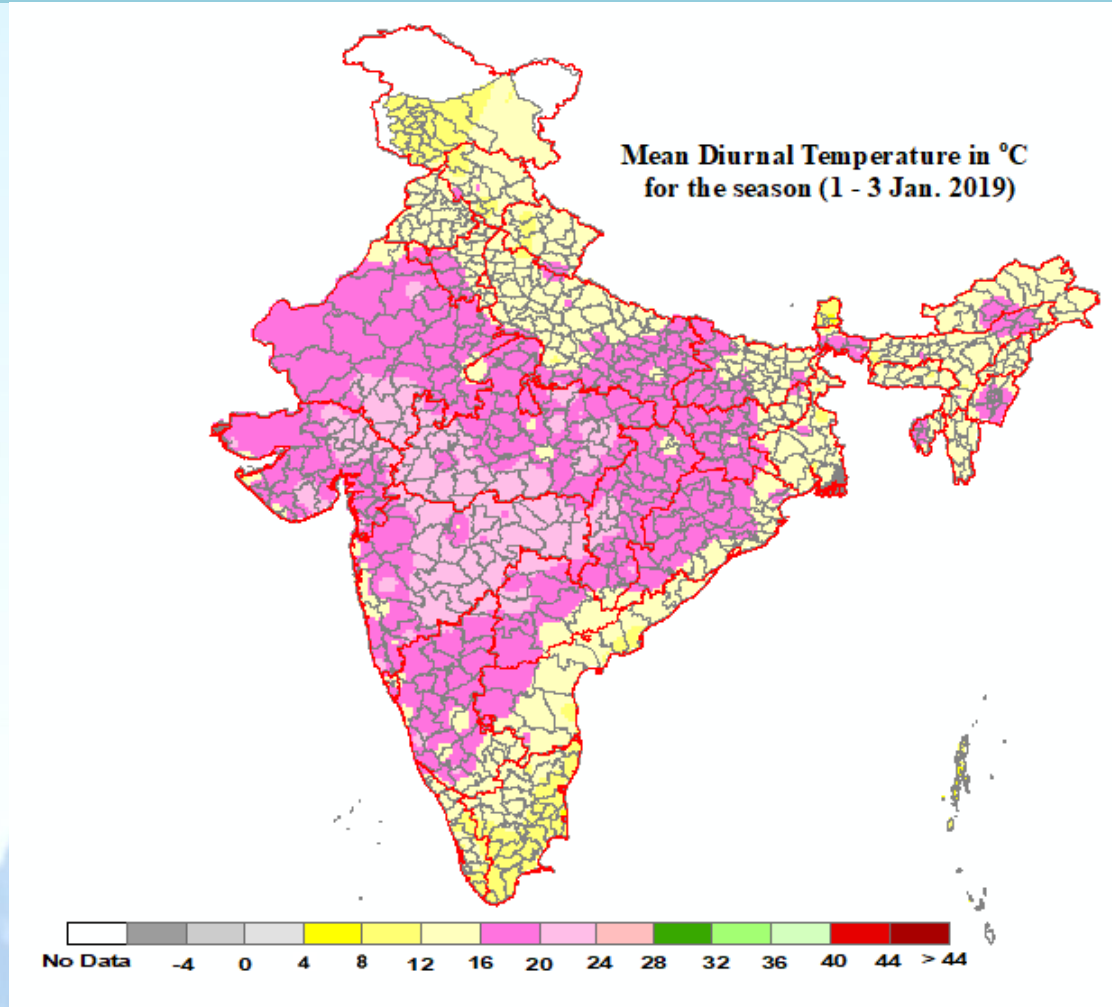 Mean Diurnal Temperature in °C
for the season (1 - 3 Jan. 2019)
No Data -4 0 4 8 12 16 20 24 28 32 36 40 44 > 44